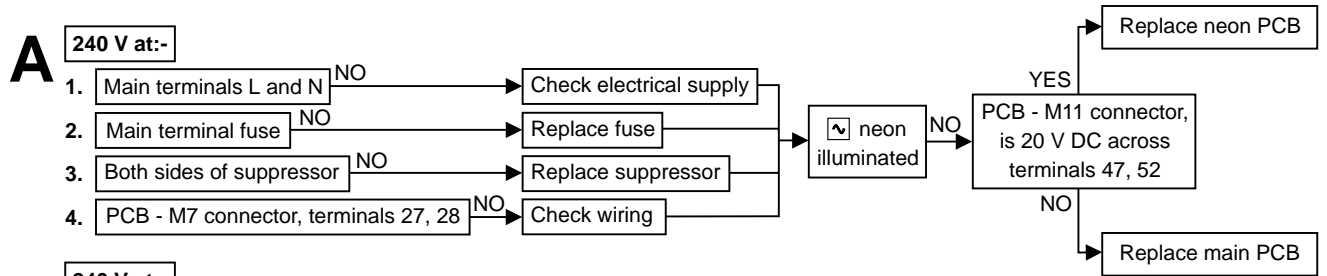 A
240 V at:-
1. Main terminals L and N NO Check electrical supply
2. Main terminal fuse NO Replace fuse
3. Both sides of suppressor NO Replace suppressor
4. PCB - M7 connector, terminals 27, 28 NO Check wiring
neon
illuminated
NO
PCB - M11 connector,
is 20 V DC across
terminals 47, 52
YES
Replace neon PCB
NO
Replace main PCB